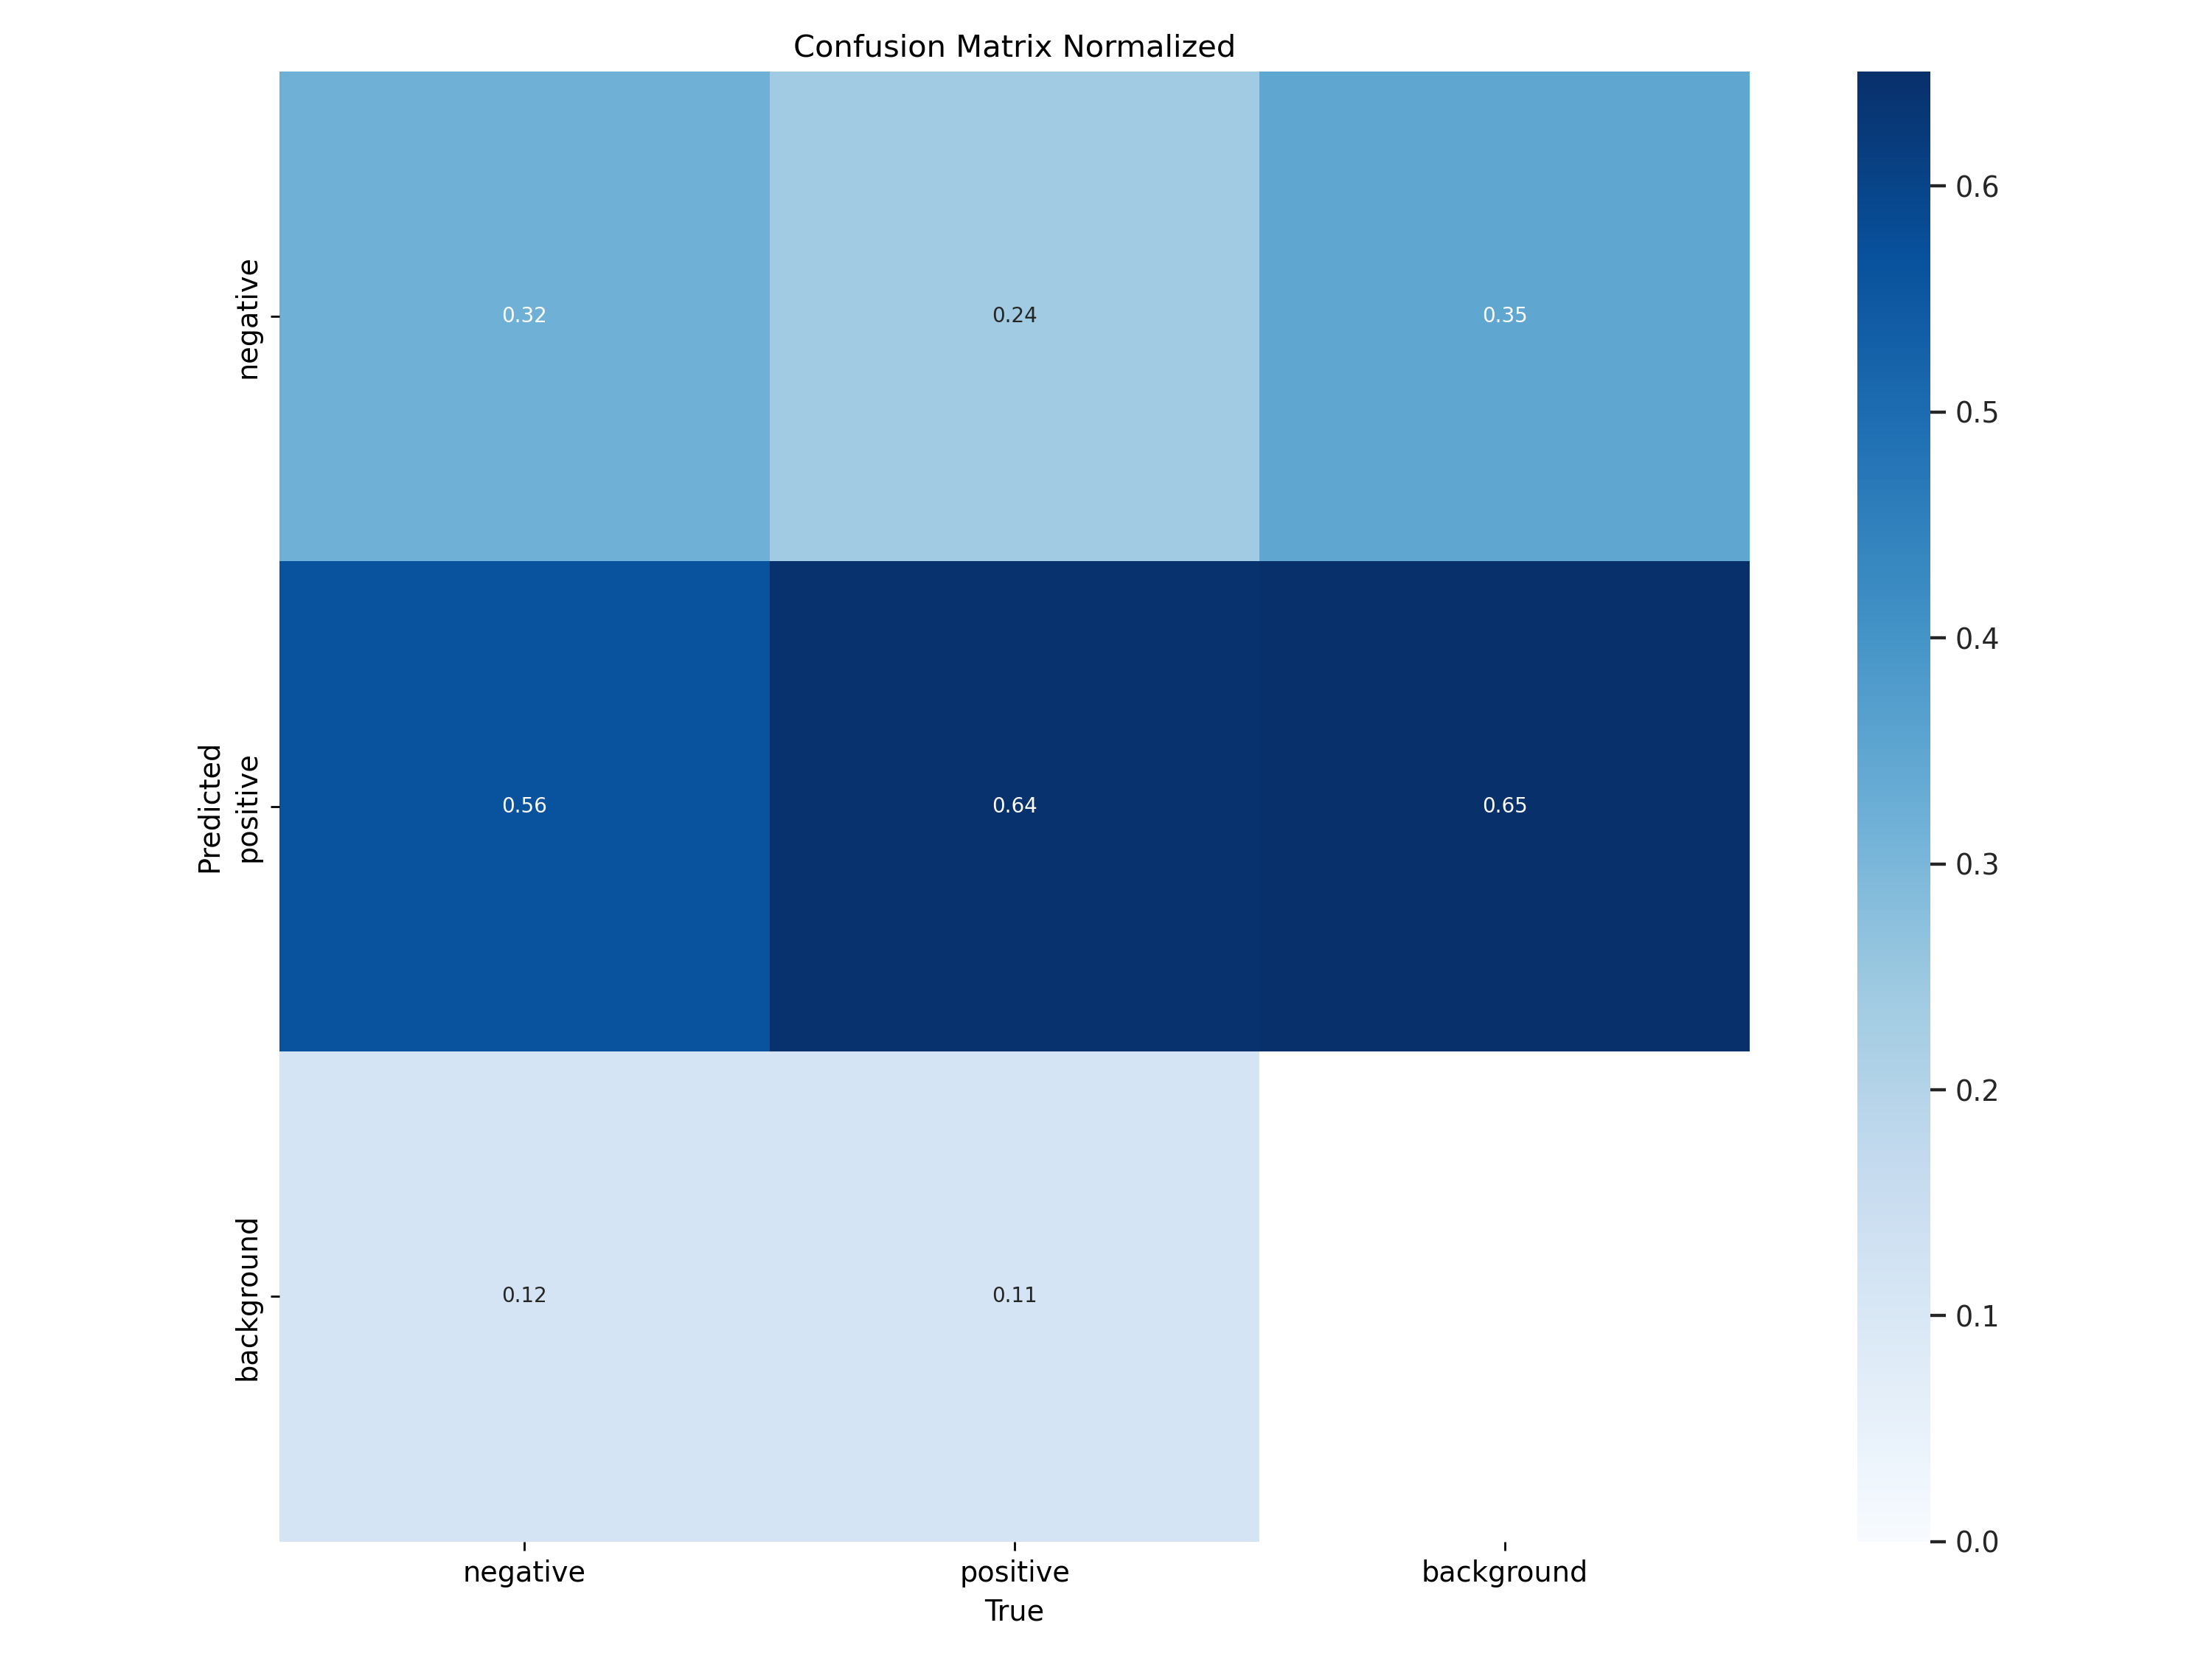 Confusion Matrix Normalized
negative
0.32
0.24
0.35
Predicted
positive
0.56
0.64
0.65
background
0.12
0.11
negative
positive
background
True
0.6
0.5
0.4
0.3
0.2
0.1
0.0